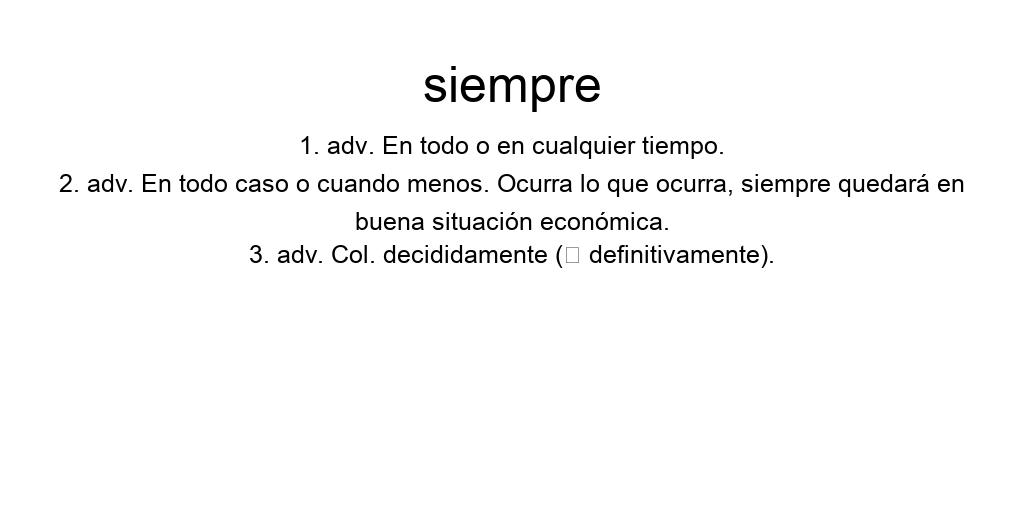 siempre
1. adv. En todo o en cualquier tiempo.
2. adv. En todo caso o cuando menos. Ocurra lo que ocurra, siempre quedará en
buena situación económica.
3. adv. Col. decididamente (□ definitivamente).